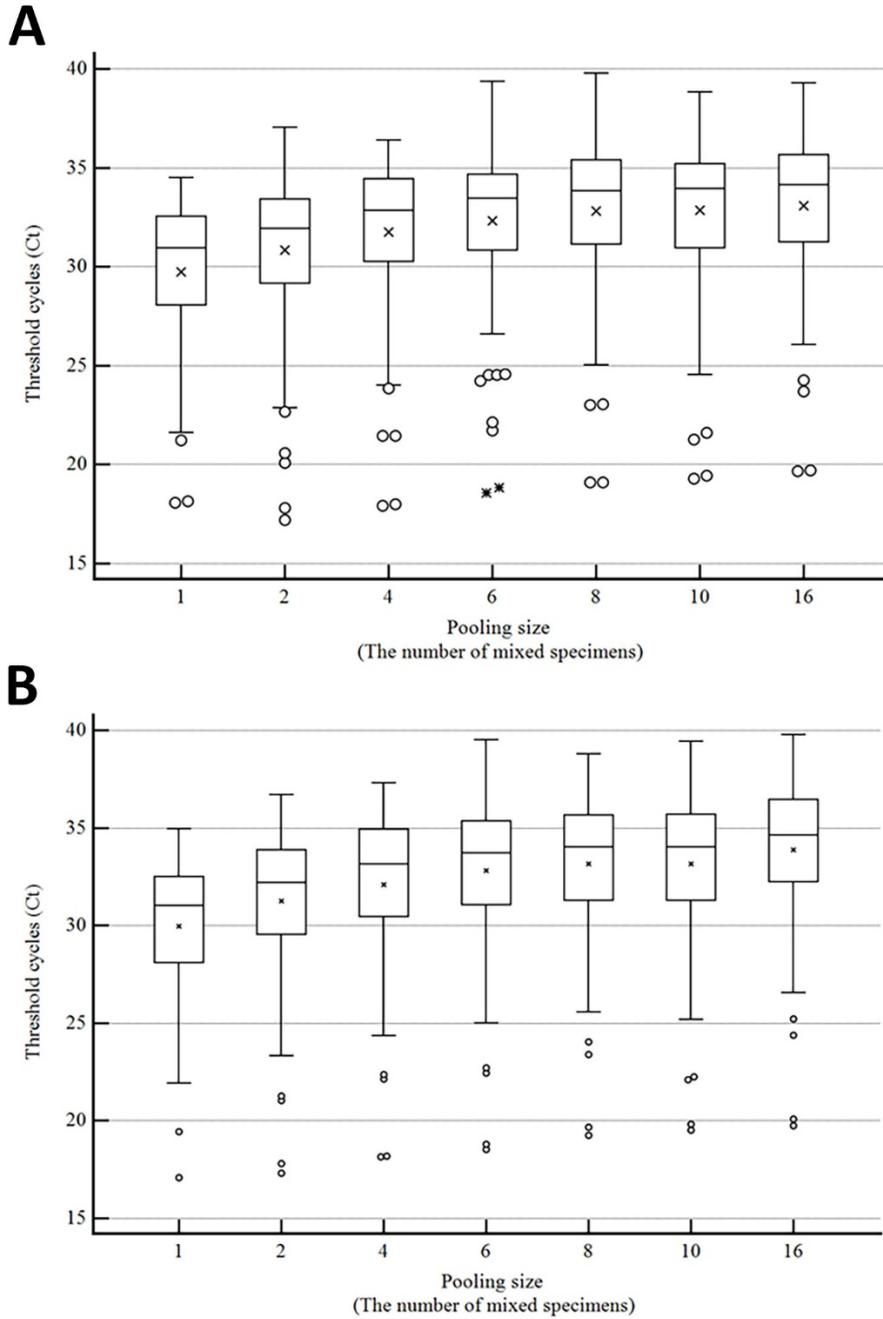 A
40
35
30
25
20
15
Threshold cycles (Ct)
1 2 4 6 8 10 16
Pooling size
(The number of mixed specimens)
B
40
35
30
25
20
15
Threshold cycles (Ct)
1 2 4 6 8 10 16
Pooling size
(The number of mixed specimens)